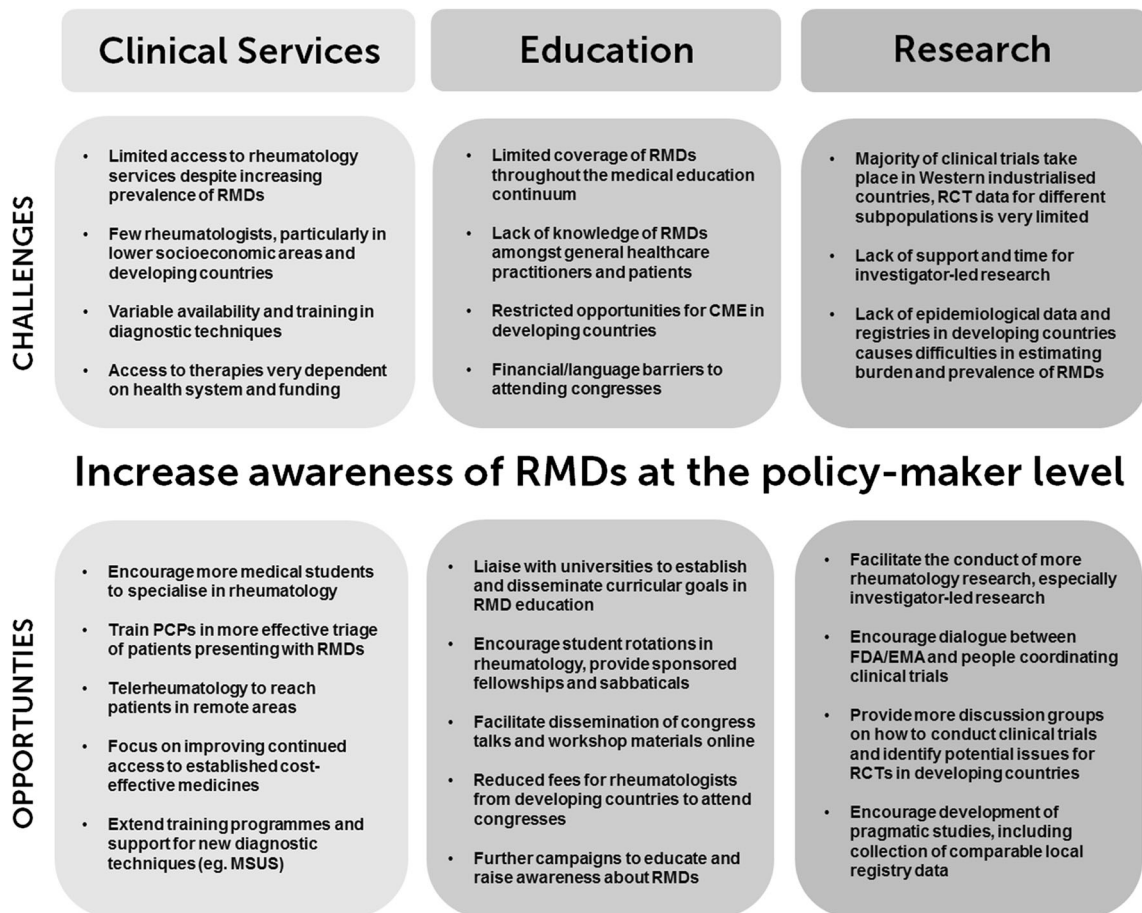 Clinical Services
Education
Research
CHALLENGES
• Limited access to rheumatology
services despite increasing
prevalence of RMDs
• Few rheumatologists, particularly in
lower socioeconomic areas and
developing countries
• Variable availability and training in
diagnostic techniques
• Access to therapies very dependent
on health system and funding
• Limited coverage of RMDs
throughout the medical education
continuum
• Lack of knowledge of RMDs
amongst general healthcare
practitioners and patients
• Restricted opportunities for CME in
developing countries
• Financial/language barriers to
attending congresses
• Majority of clinical trials take
place in Western industrialised
countries, RCT data for different
subpopulations is very limited
• Lack of support and time for
investigator-led research
• Lack of epidemiological data and
registries in developing countries
causes difficulties in estimating
burden and prevalence of RMDs
Increase awareness of RMDs at the policy-maker level
OPPORTUNTIES
• Encourage more medical students
to specialise in rheumatology
• Train PCPs in more effective triage
of patients presenting with RMDs
• Telerheumatology to reach
patients in remote areas
• Focus on improving continued
access to established cost-
effective medicines
• Extend training programmes and
support for new diagnostic
techniques (eg. MSUS)
• Liaise with universities to establish
and disseminate curricular goals in
RMD education
• Encourage student rotations in
rheumatology, provide sponsored
fellowships and sabbaticals
• Facilitate dissemination of congress
talks and workshop materials online
• Reduced fees for rheumatologists
from developing countries to attend
congresses
• Further campaigns to educate and
raise awareness about RMDs
• Facilitate the conduct of more
rheumatology research, especially
investigator-led research
• Encourage dialogue between
FDA/EMA and people coordinating
clinical trials
• Provide more discussion groups
on how to conduct clinical trials
and identify potential issues for
RCTs in developing countries
• Encourage development of
pragmatic studies, including
collection of comparable local
registry data